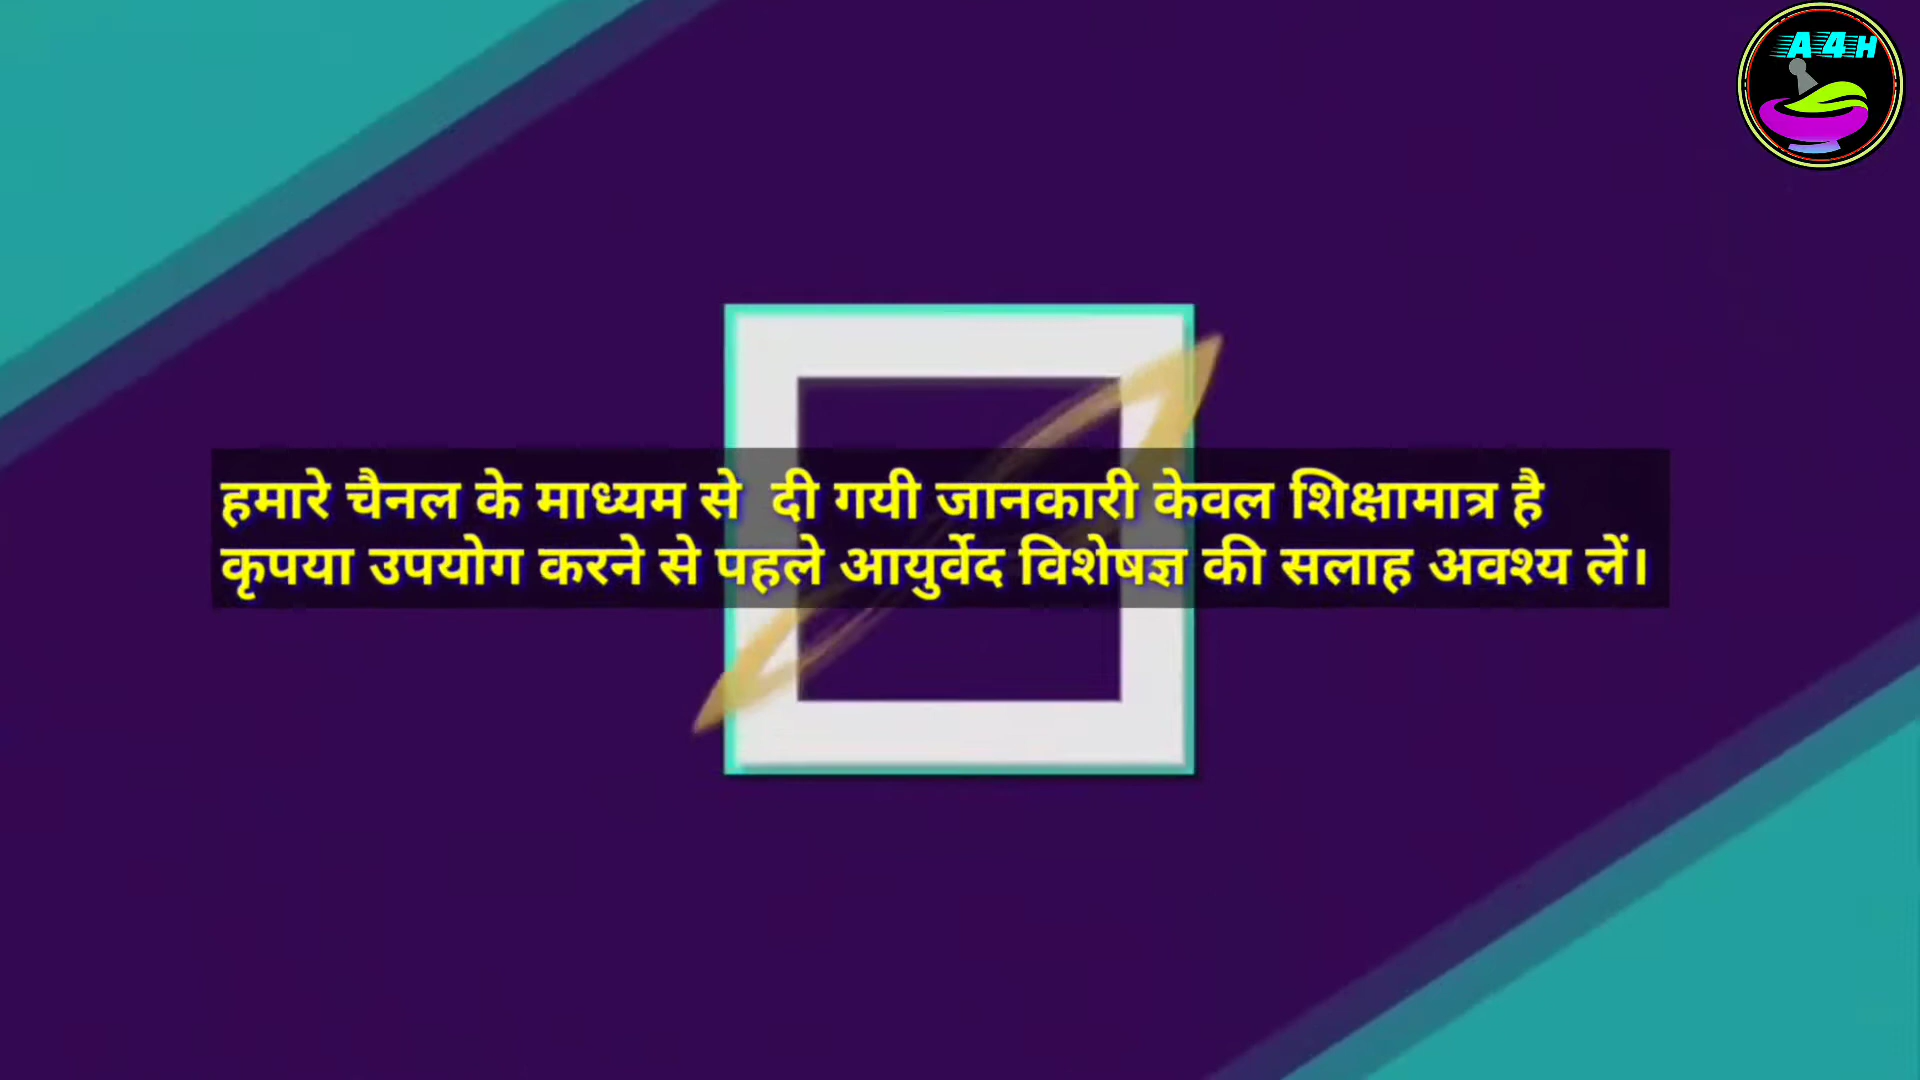 A4H
हमारे चैनल के माध्यम से दी गयी जानकारी केवल शिक्षामात्र है
कृपया उपयोग करने से पहले आयुर्वेद विशेषज्ञ की सलाह अवश्य लें।